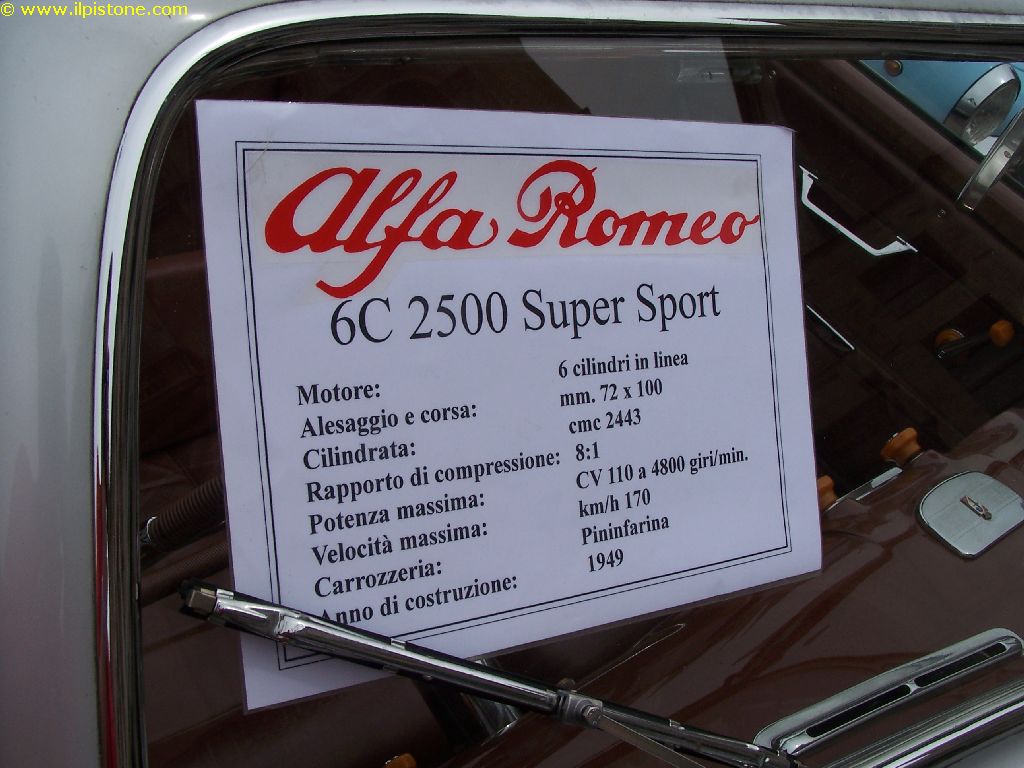 © www.ilpistone.com
Alfa Romeo
6C 2500 Super Sport
Motore: 6 cilindri in linea
Alesaggio e corsa: mm. 72 x 100
Cilindrata: cmc 2443
Rapporto di compressione: 8:1
Potenza massima: CV 110 a 4800 giri/min.
Velocità massima: km/h 170
Carrozzeria: Pininfarina
Anno di costruzione: 1949